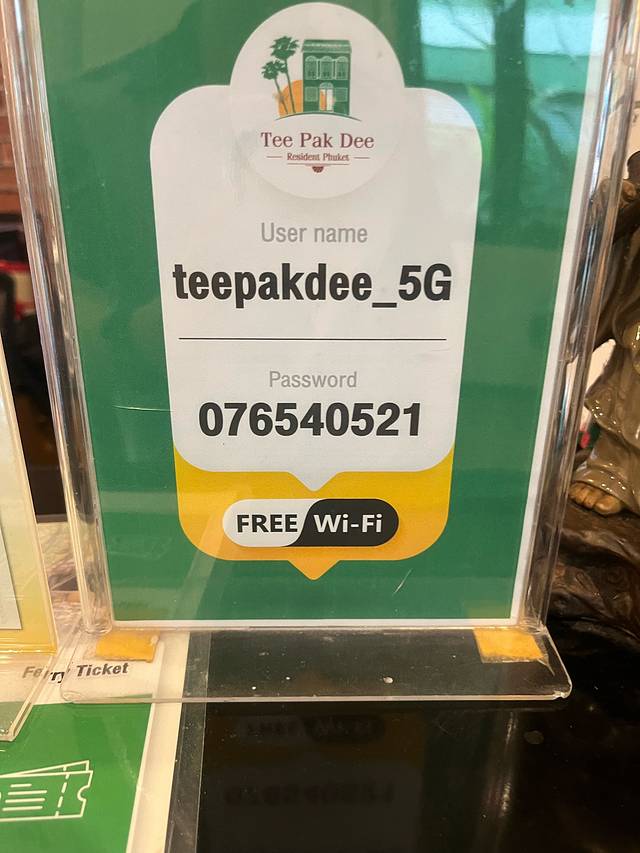 Tee Pak Dee
Resident Phuket
User name
teepakdee_5G
Password
076540521
FREE Wi-Fi
Ferry Ticket